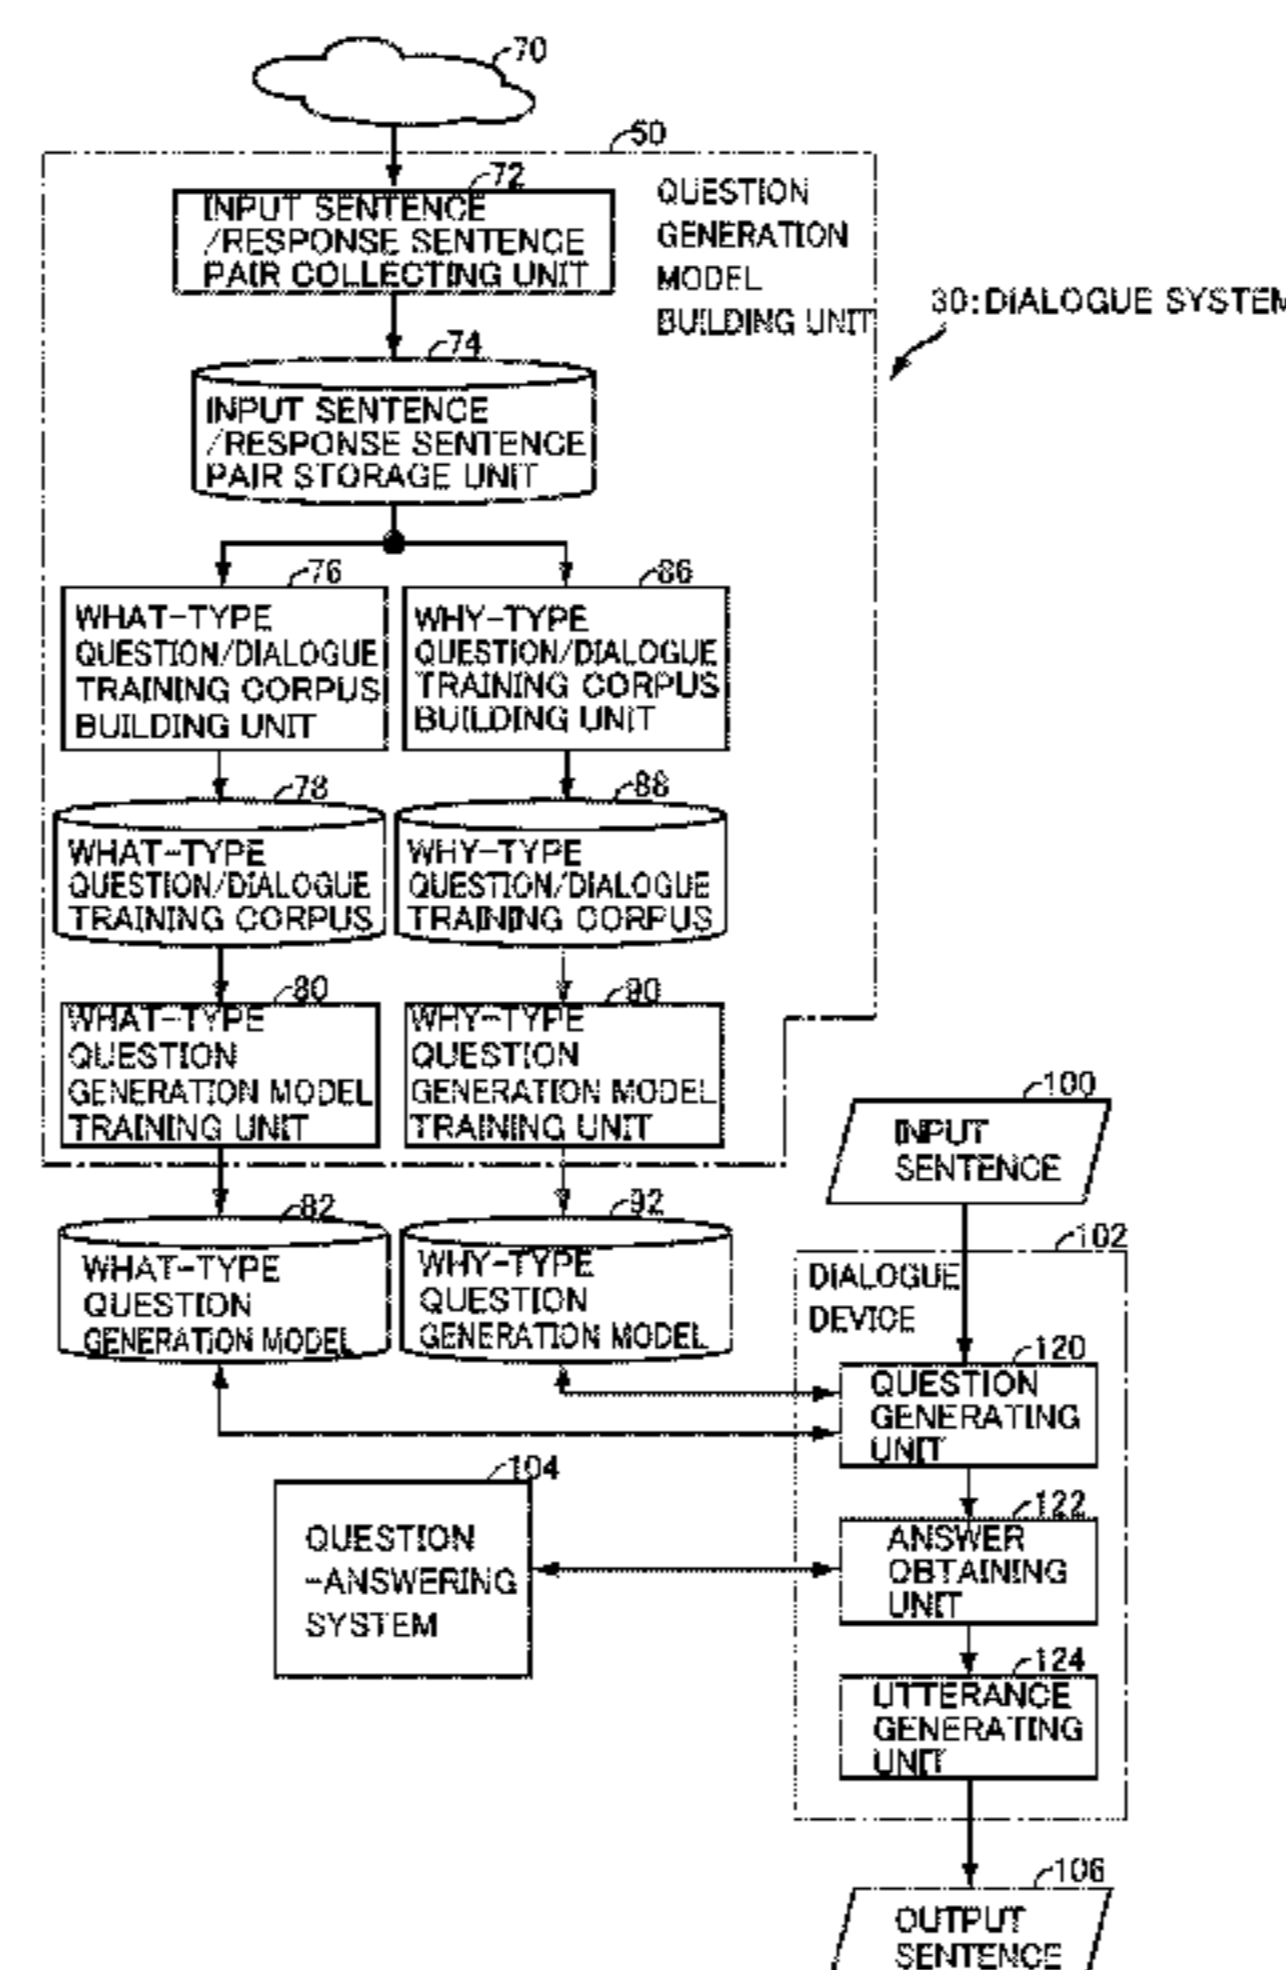 70
50
72
INPUT SENTENCE
/RESPONSE SENTENCE
PAIR COLLECTING UNIT
QUESTION
GENERATION
MODEL
BUILDING UNIT
30:DIALOGUE SYSTEM
74
INPUT SENTENCE
/RESPONSE SENTENCE
PAIR STORAGE UNIT
76
WHAT-TYPE
QUESTION/DIALOGUE
TRAINING CORPUS
BUILDING UNIT
86
WHY-TYPE
QUESTION/DIALOGUE
TRAINING CORPUS
BUILDING UNIT
78
WHAT-TYPE
QUESTION/DIALOGUE
TRAINING CORPUS
88
WHY-TYPE
QUESTION/DIALOGUE
TRAINING CORPUS
80
WHAT-TYPE
QUESTION
GENERATION MODEL
TRAINING UNIT
90
WHY-TYPE
QUESTION
GENERATION MODEL
TRAINING UNIT
82
WHAT-TYPE
QUESTION
GENERATION MODEL
92
WHY-TYPE
QUESTION
GENERATION MODEL
100
INPUT
SENTENCE
102
DIALOGUE
DEVICE
120
QUESTION
GENERATING
UNIT
104
QUESTION
-ANSWERING
SYSTEM
122
ANSWER
OBTAINING
UNIT
124
UTTERANCE
GENERATING
UNIT
106
OUTPUT
SENTENCE